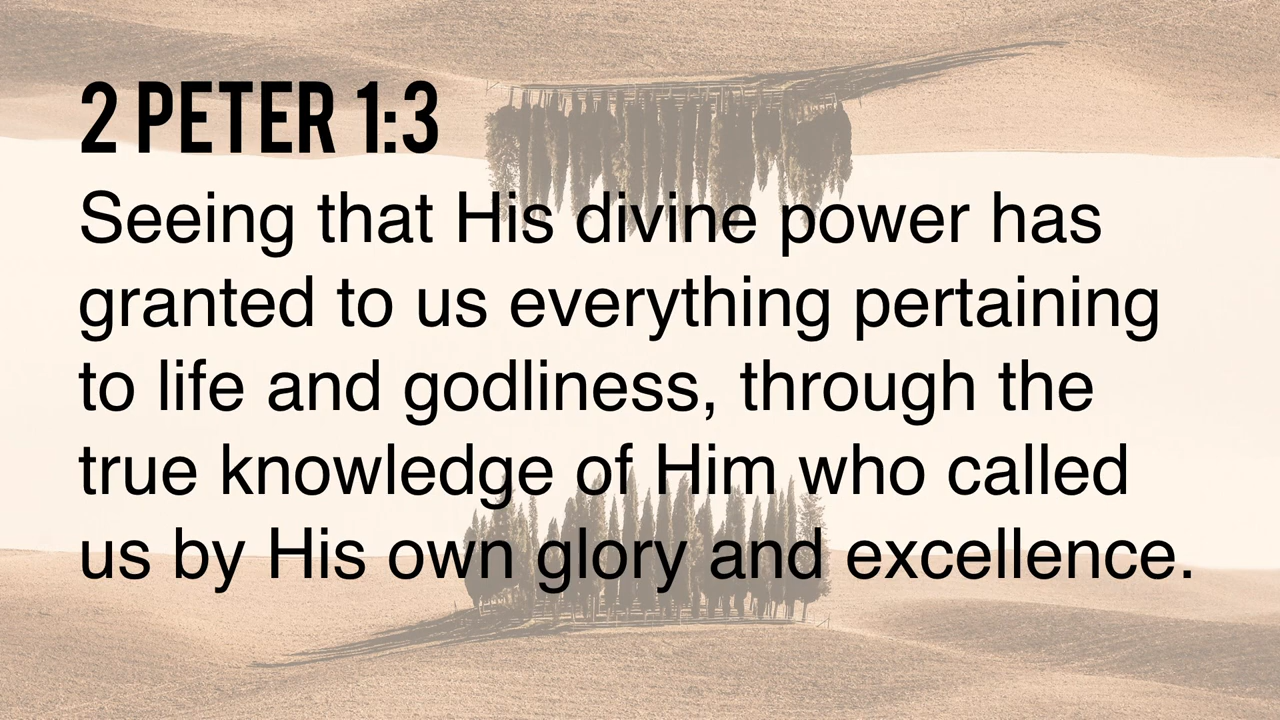 2 PETER 1:3
Seeing that His divine power has
granted to us everything pertaining
to life and godliness, through the
true knowledge of Him who called
us by His own glory and excellence.